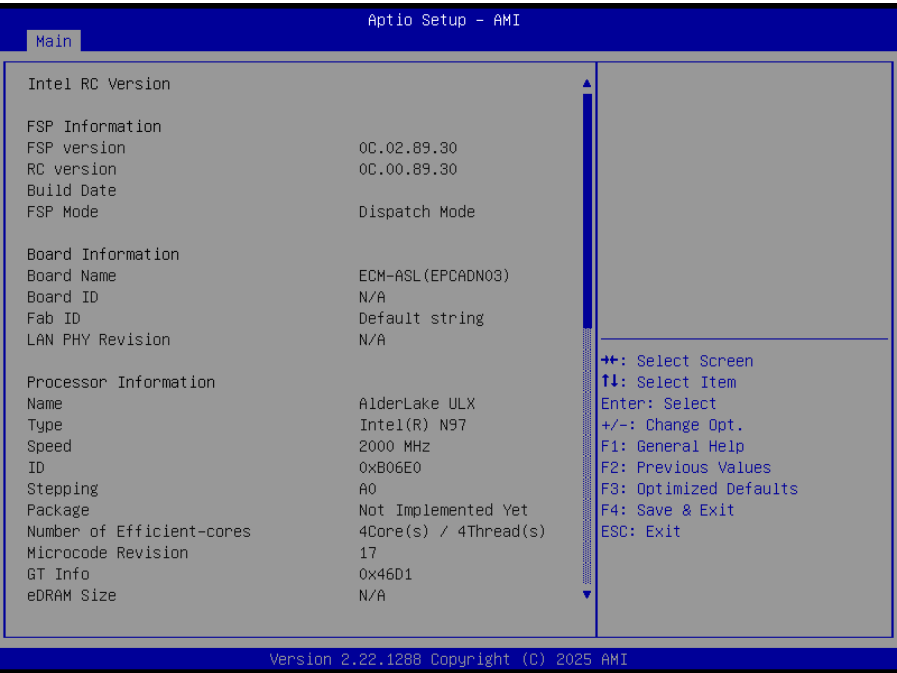 Aptio Setup – AMI
Main
Intel RC Version
FSP Information
FSP version 0C.02.89.30
RC version 0C.00.89.30
Build Date
FSP Mode Dispatch Mode
Board Information
Board Name ECM-ASL(EPCADN03)
Board ID N/A
Fab ID Default string
LAN PHY Revision N/A
Processor Information
Name AlderLake ULX
Type Intel(R) N97
Speed 2000 MHz
ID 0xB06E0
Stepping A0
Package Not Implemented Yet
Number of Efficient-cores 4Core(s) / 4Thread(s)
Microcode Revision 17
GT Info 0x46D1
eDRAM Size N/A
→←: Select Screen
↑↓: Select Item
Enter: Select
+/-: Change Opt.
F1: General Help
F2: Previous Values
F3: Optimized Defaults
F4: Save & Exit
ESC: Exit
Version 2.22.1288 Copyright (C) 2025 AMI